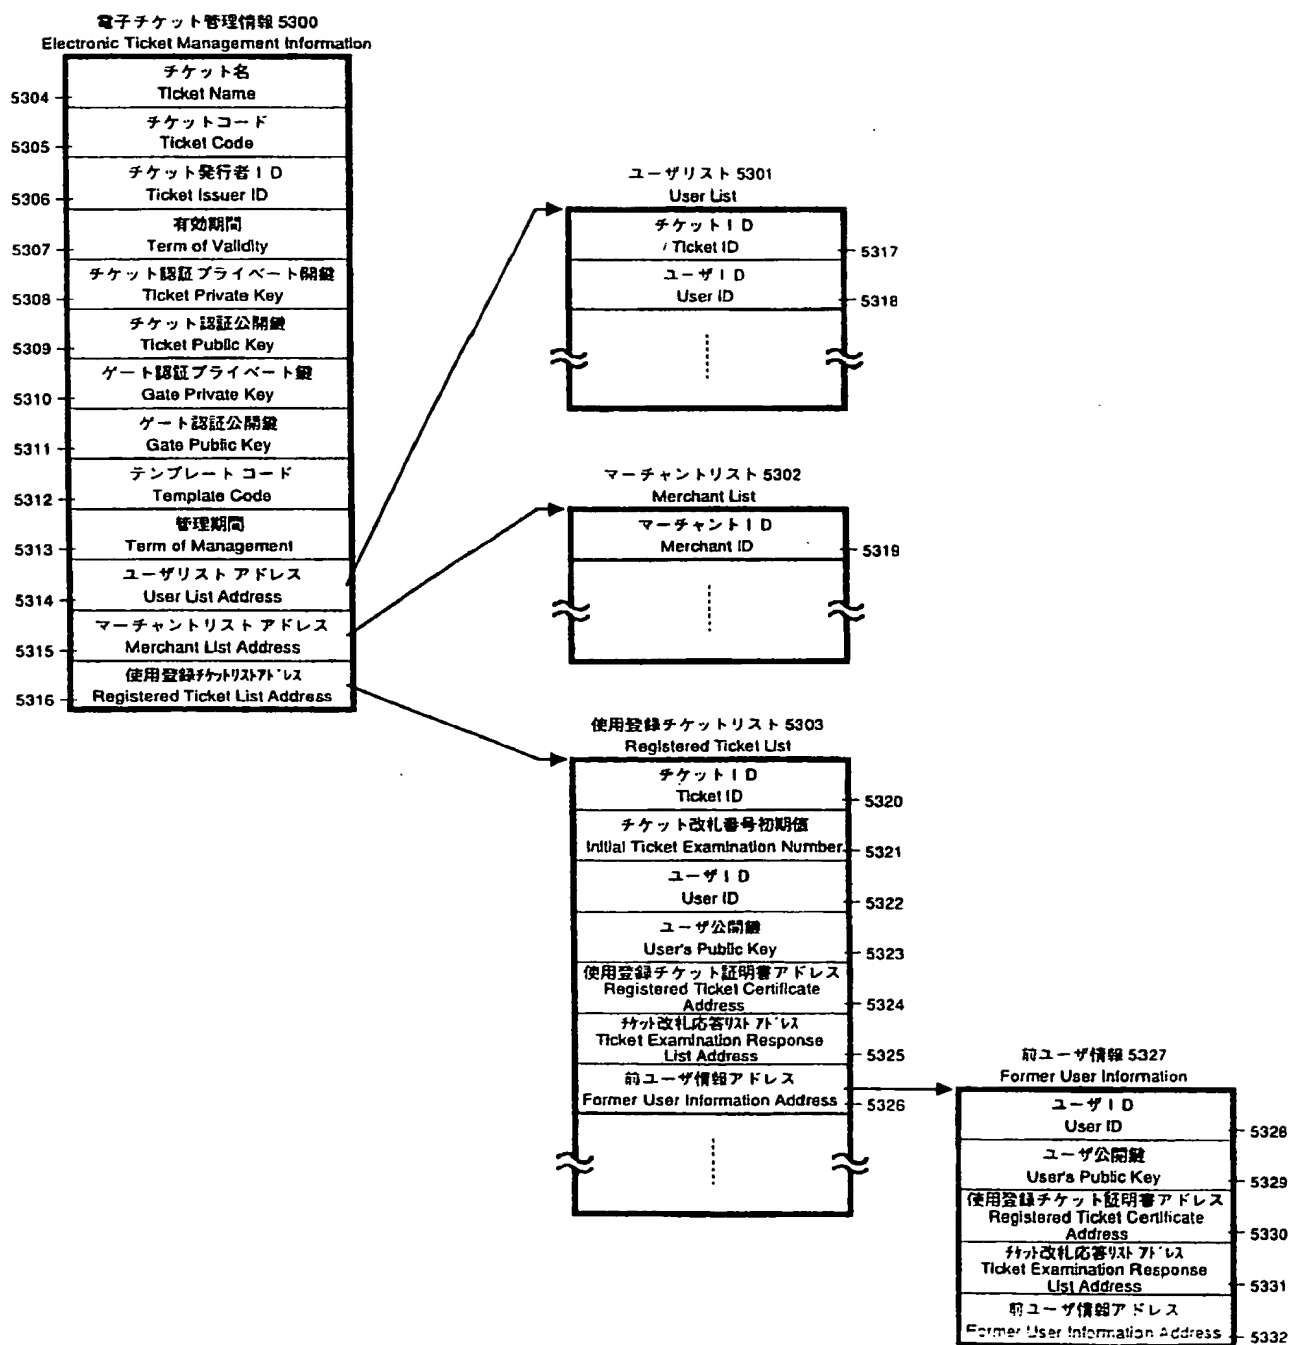 電子チケット管理情報 5300
Electronic Ticket Management Information
チケット名
Ticket Name
5304
チケットコード
Ticket Code
5305
チケット発行者ID
Ticket Issuer ID
5306
有効期間
Term of Validity
5307
チケット認証プライベート開鍵
Ticket Private Key
5308
チケット認証公開鍵
Ticket Public Key
5309
ゲート認証プライベート鍵
Gate Private Key
5310
ゲート認証公開鍵
Gate Public Key
5311
テンプレート コード
Template Code
5312
管理期間
Term of Management
5313
ユーザリスト アドレス
User List Address
5314
マーチャントリスト アドレス
Merchant List Address
5315
使用登録チケットリストアドレス
Registered Ticket List Address
5316
ユーザリスト 5301
User List
チケットID
Ticket ID
5317
ユーザID
User ID
5318
マーチャントリスト 5302
Merchant List
マーチャントID
Merchant ID
5319
使用登録チケットリスト 5303
Registered Ticket List
チケットID
Ticket ID
5320
チケット改札番号初期値
Initial Ticket Examination Number
5321
ユーザID
User ID
5322
ユーザ公開鍵
User's Public Key
5323
使用登録チケット証明書アドレス
Registered Ticket Certificate
Address
5324
チケット改札応答リスト アドレス
Ticket Examination Response
List Address
5325
前ユーザ情報アドレス
Former User Information Address
5326
前ユーザ情報 5327
Former User Information
ユーザID
User ID
5328
ユーザ公開鍵
User's Public Key
5329
使用登録チケット証明書アドレス
Registered Ticket Certificate
Address
5330
チケット改札応答リスト アドレス
Ticket Examination Response
List Address
5331
前ユーザ情報アドレス
Former User Information Address
5332